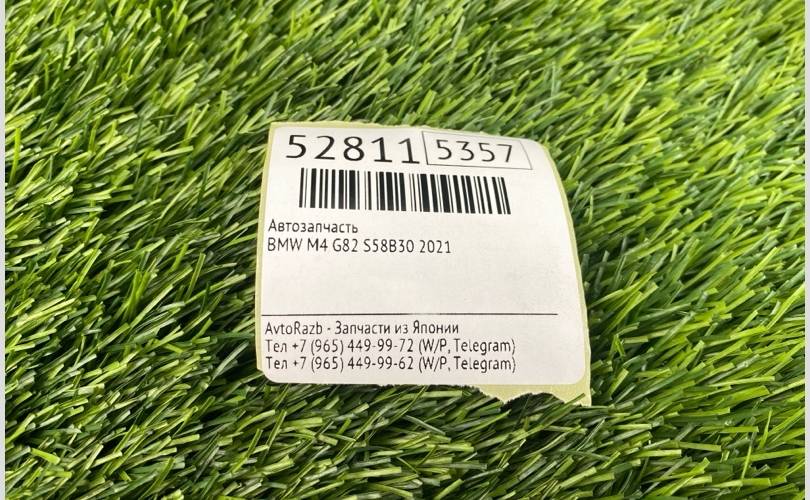 52811 5357
Автозапчасть
BMW M4 G82 S58B30 2021
AvtoRazb - Запчасти из Японии
Тел +7 (965) 449-99-72 (W/P, Telegram)
Тел +7 (965) 449-99-62 (W/P, Telegram)